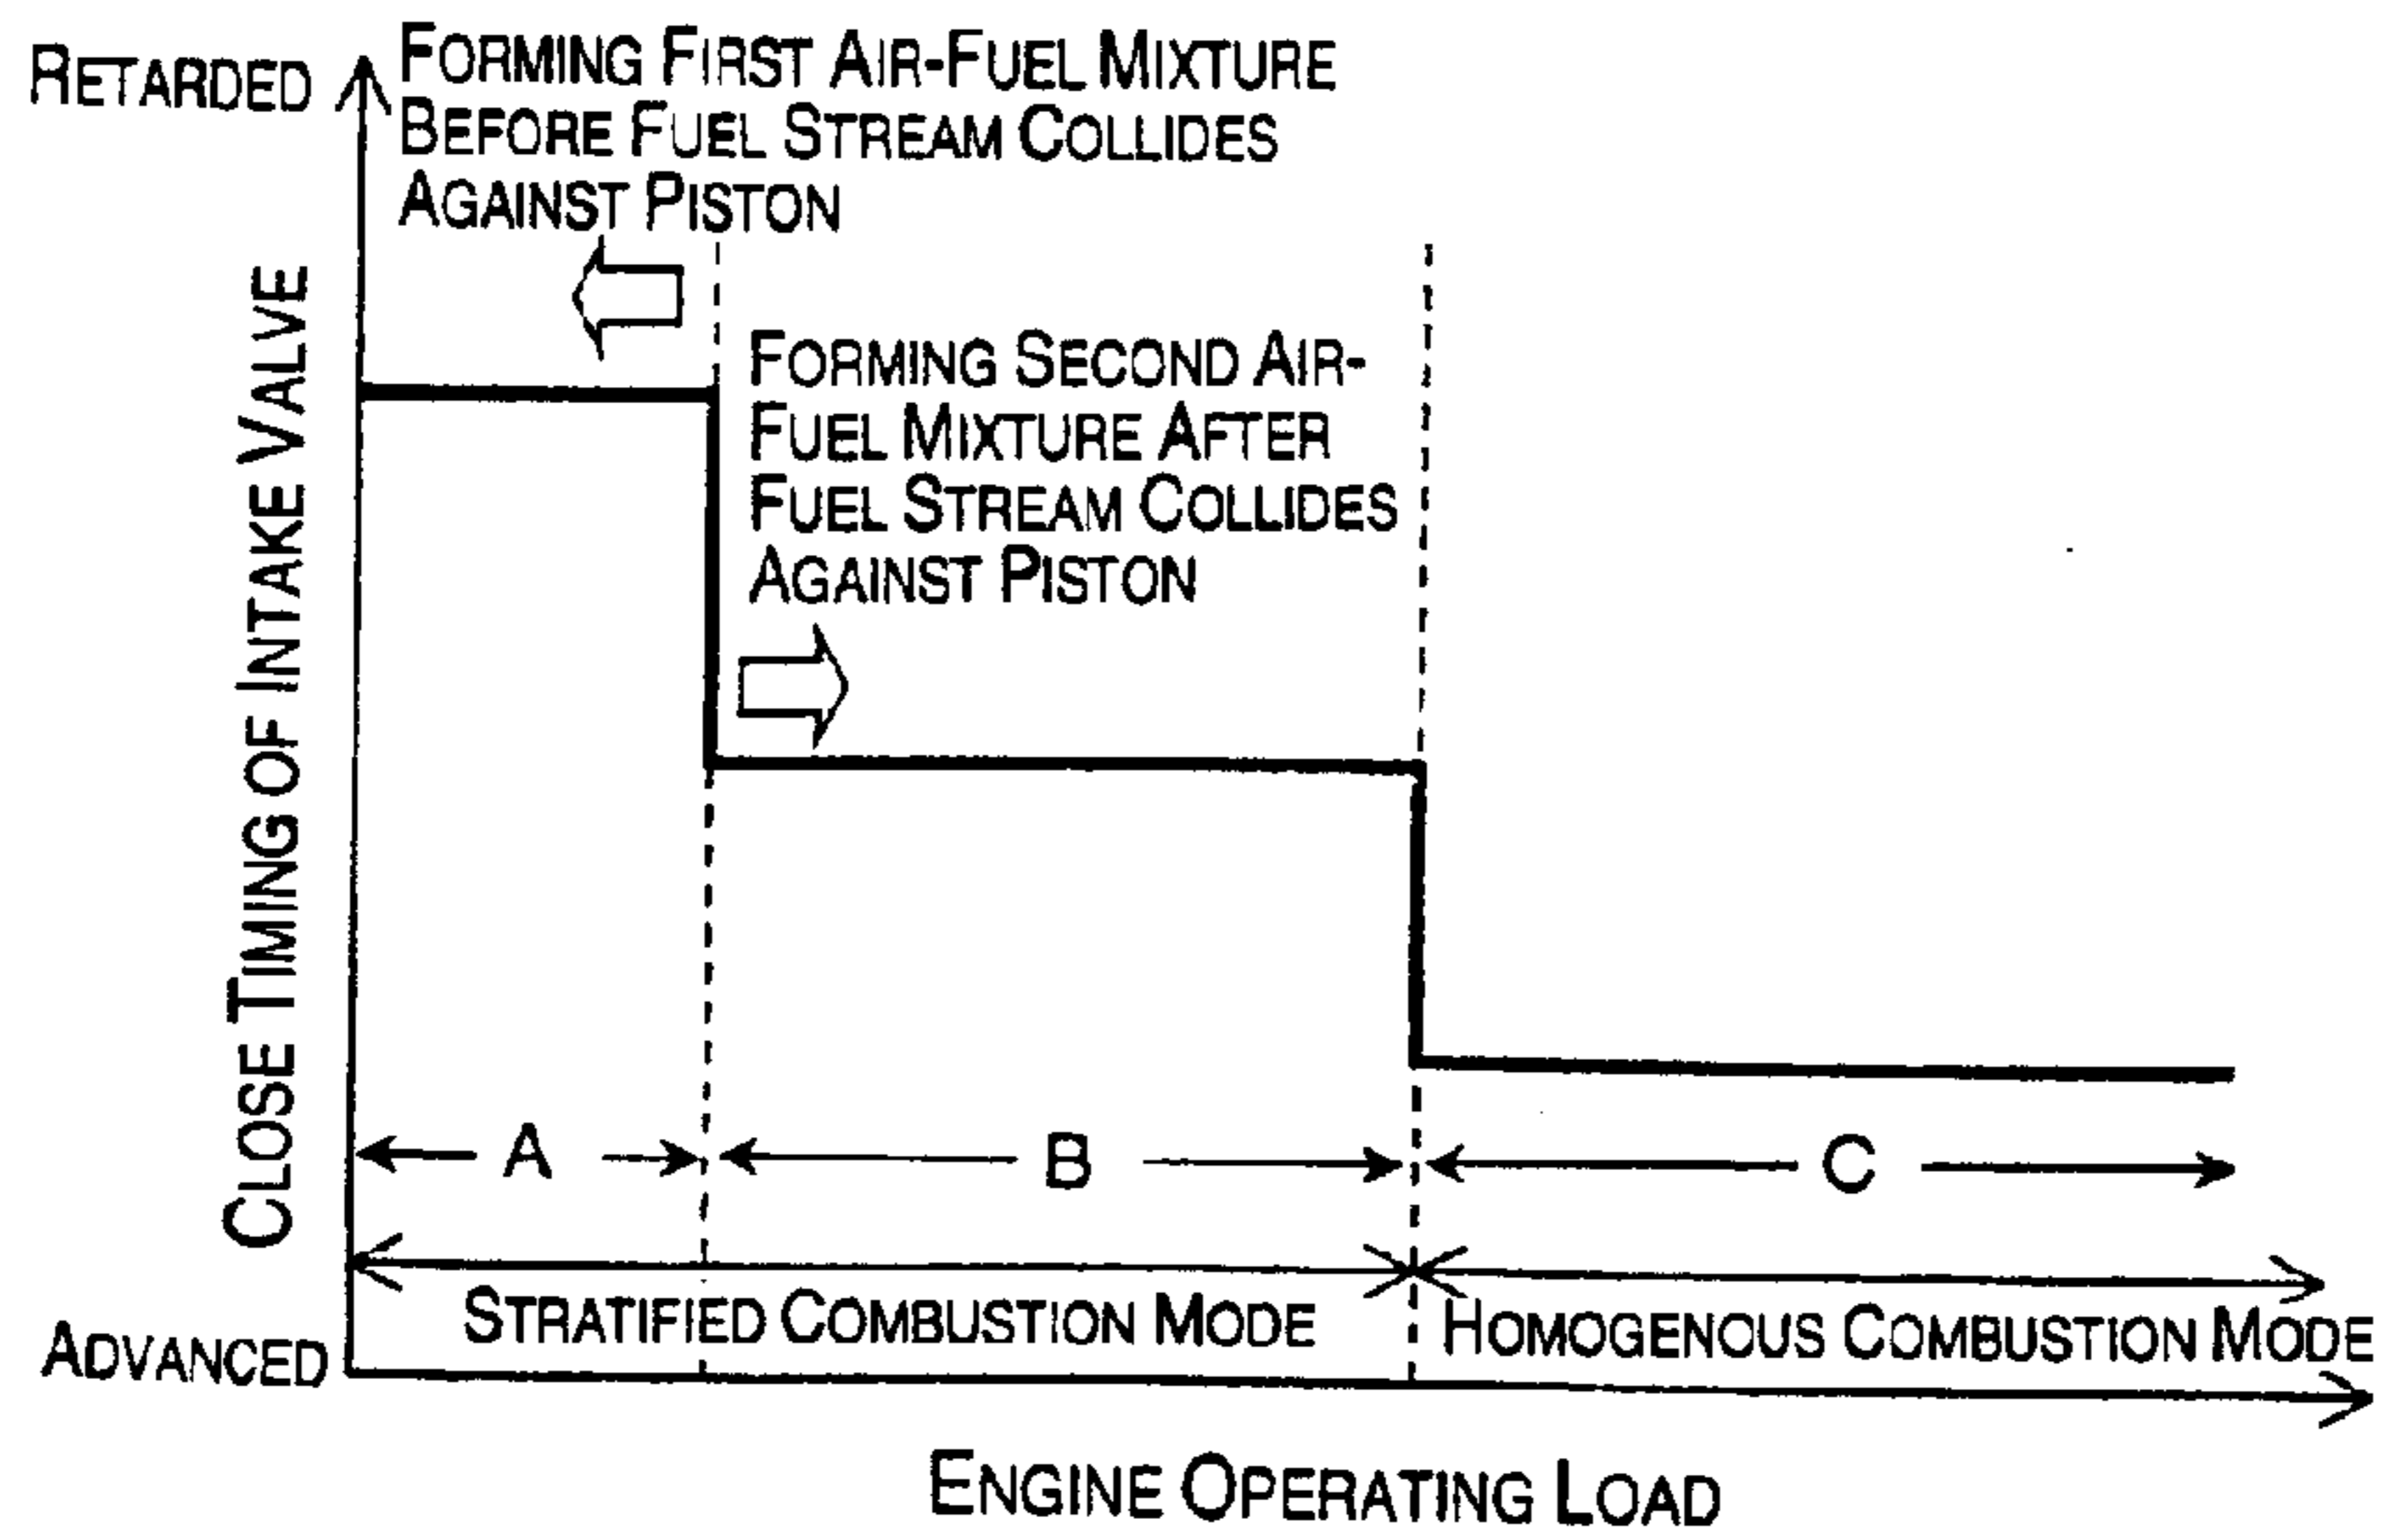 RETARDED
FORMING FIRST AIR-FUEL MIXTURE
BEFORE FUEL STREAM COLLIDES
AGAINST PISTON
CLOSE TIMING OF INTAKE VALVE
FORMING SECOND AIR-
FUEL MIXTURE AFTER
FUEL STREAM COLLIDES
AGAINST PISTON
A
B
C
STRATIFIED COMBUSTION MODE
HOMOGENOUS COMBUSTION MODE
ADVANCED
ENGINE OPERATING LOAD